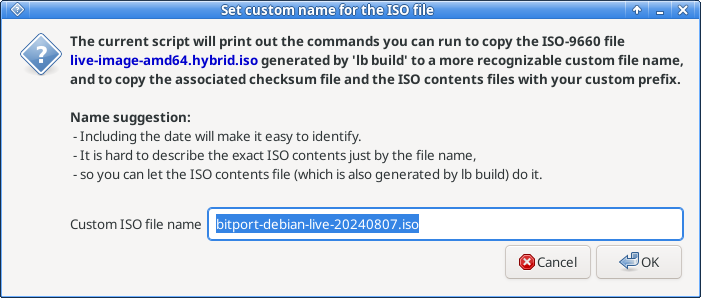 Set custom name for the ISO file
The current script will print out the commands you can run to copy the ISO-9660 file
live-image-amd64.hybrid.iso generated by 'lb build' to a more recognizable custom file name,
and to copy the associated checksum file and the ISO contents files with your custom prefix.
Name suggestion:
- Including the date will make it easy to identify.
- It is hard to describe the exact ISO contents just by the file name,
- so you can let the ISO contents file (which is also generated by lb build) do it.
Custom ISO file name bitport-debian-live-20240807.iso
Cancel OK